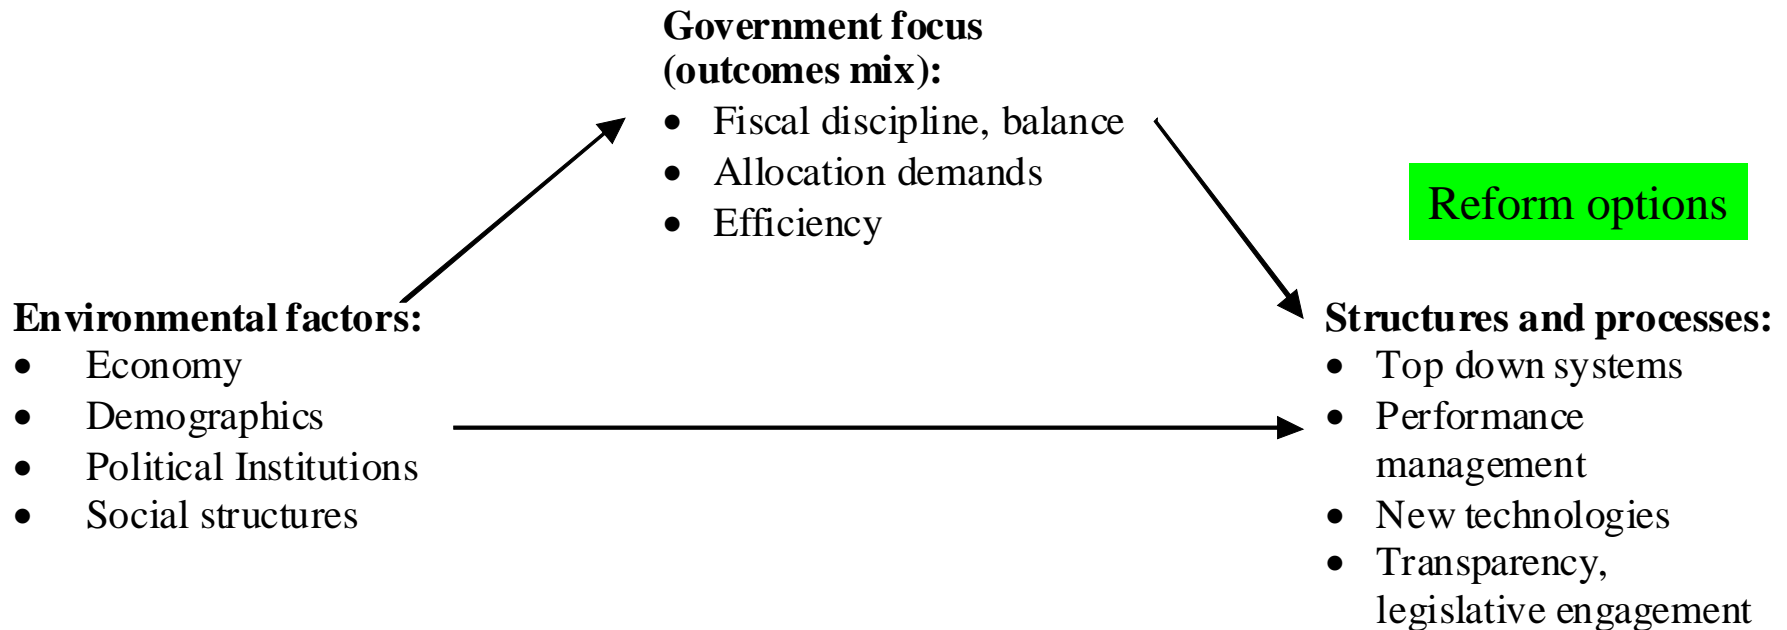 Government focus
(outcomes mix):
• Fiscal discipline, balance
• Allocation demands
• Efficiency
Reform options
Environmental factors:
• Economy
• Demographics
• Political Institutions
• Social structures
Structures and processes:
• Top down systems
• Performance
management
• New technologies
• Transparency,
legislative engagement